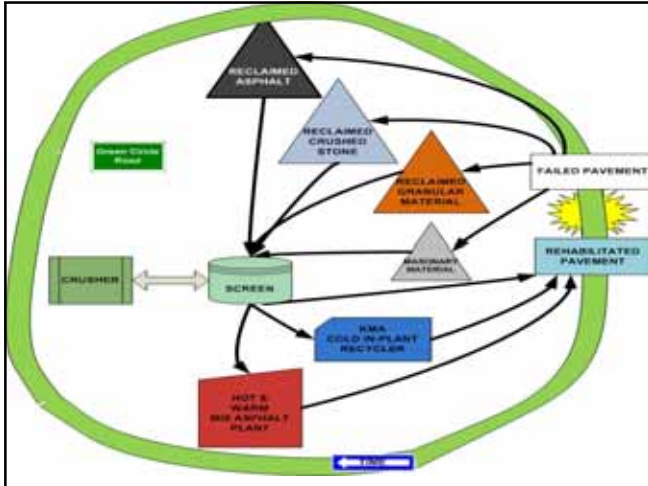 RECLAIMED
ASPHALT
RECLAIMED
CRUSHED
STONE
Green Circle
Road
RECLAIMED
GRANULAR
MATERIAL
FAILED PAVEMENT
REHABILITATED
PAVEMENT
MASONARY
MATERIAL
CRUSHER
SCREEN
KMA
COLD IN-PLANT
RECYCLER
HOT &
WARM
MIX ASPHALT
PLANT
TIME